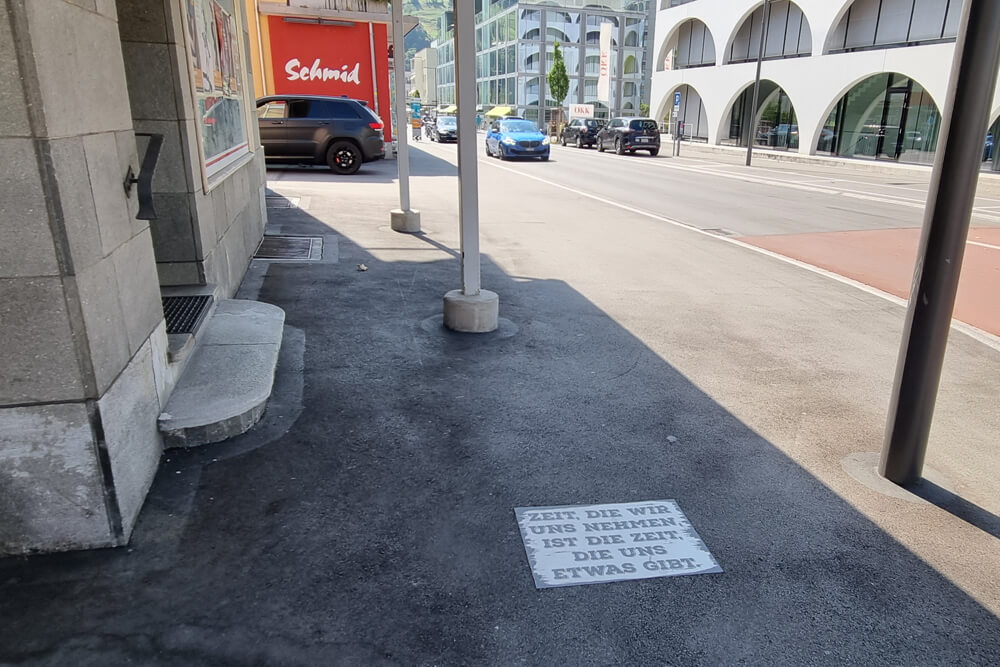 Schmid
ZEIT, DIE WIR
UNS NEHMEN
IST DIE ZEIT,
DIE UNS
ETWAS GIBT.